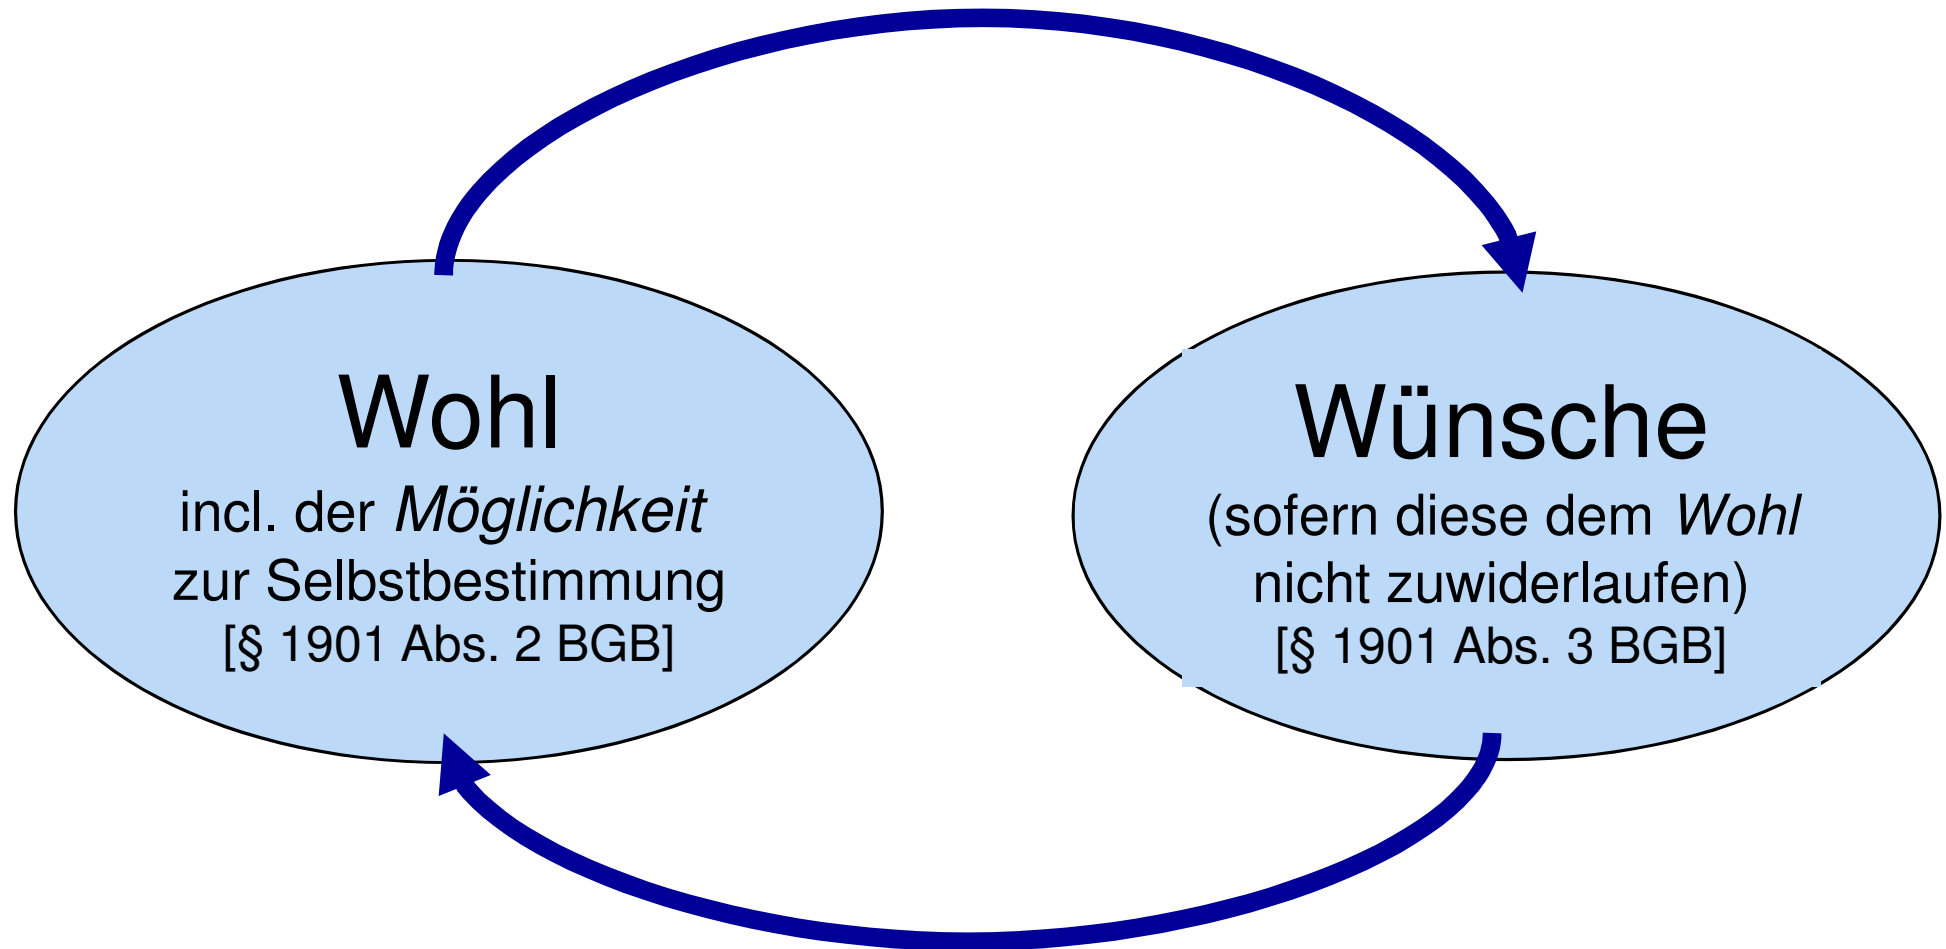 Wohl
incl. der Möglichkeit
zur Selbstbestimmung
[§ 1901 Abs. 2 BGB]
Wünsche
(sofern diese dem Wohl
nicht zuwiderlaufen)
[§ 1901 Abs. 3 BGB]